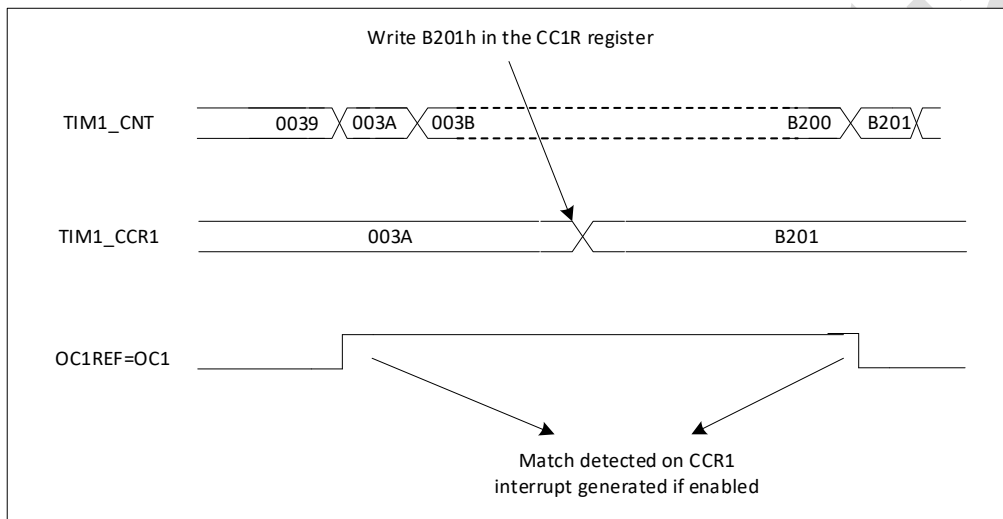 Write B201h in the CC1R register
TIM1_CNT 0039 003A 003B B200 B201
TIM1_CCR1 003A B201
OC1REF=OC1
Match detected on CCR1
interrupt generated if enabled